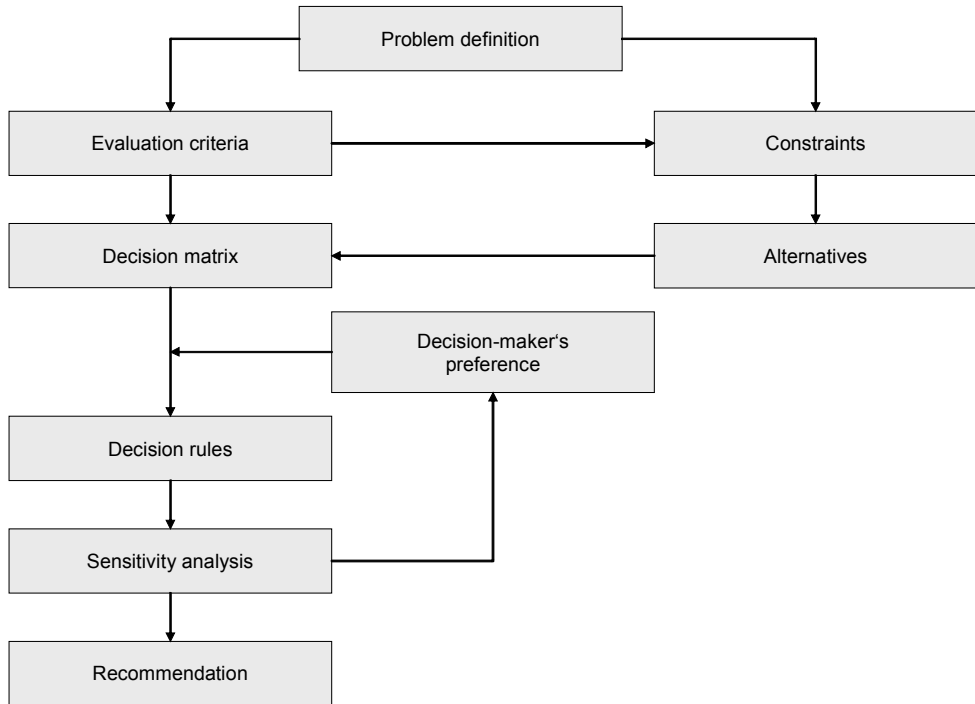 Problem definition
Evaluation criteria
Constraints
Decision matrix
Alternatives
Decision-maker‘s
preference
Decision rules
Sensitivity analysis
Recommendation